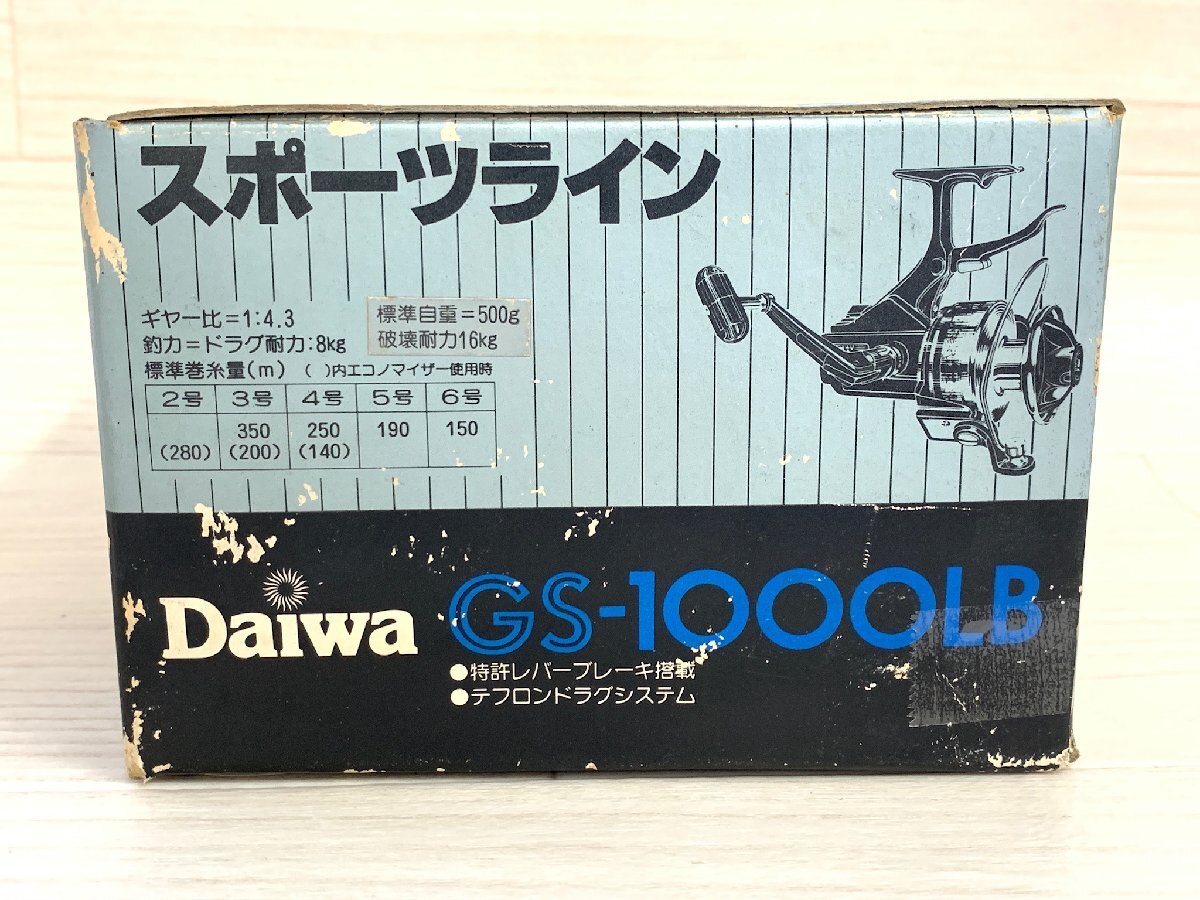 スポーツライン
ギヤー比=1:4.3
釣力=ドラグ耐力:8kg
標準自重=500g
破壊耐力16kg
標準巻糸量(m) ( )内エコノマイザー使用時
2号 3号 4号 5号 6号
350 250 190 150
(280) (200) (140)
Daiwa
GS-1000LB
●特許レバーブレーキ搭載
●テフロンドラグシステム